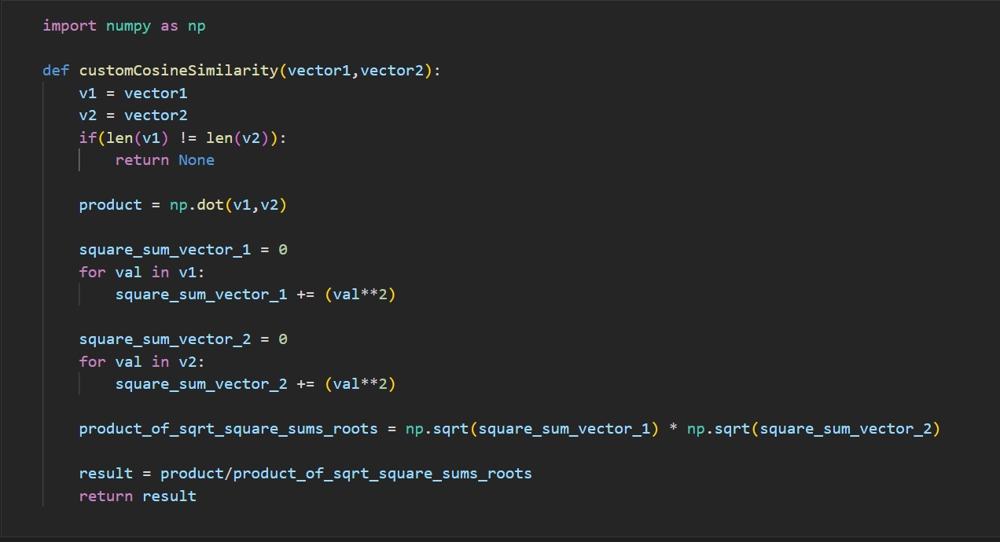 import numpy as np
def customCosineSimilarity(vector1,vector2):
    v1 = vector1
    v2 = vector2
    if(len(v1) != len(v2)):
        return None
    product = np.dot(v1,v2)
    square_sum_vector_1 = 0
    for val in v1:
        square_sum_vector_1 += (val**2)
    square_sum_vector_2 = 0
    for val in v2:
        square_sum_vector_2 += (val**2)
    product_of_sqrt_square_sums_roots = np.sqrt(square_sum_vector_1) * np.sqrt(square_sum_vector_2)
    result = product/product_of_sqrt_square_sums_roots
    return result